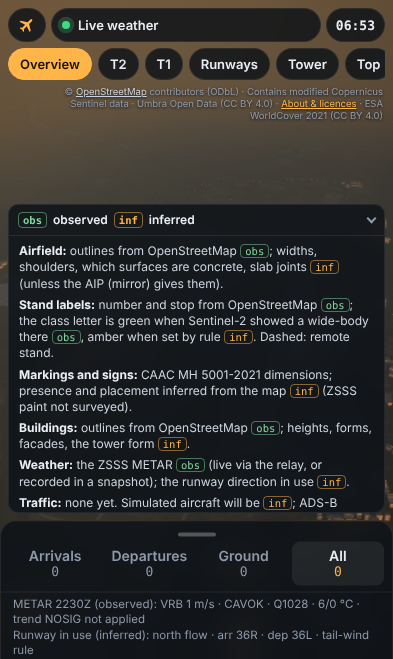 Live weather
06:53
Overview T2 T1 Runways Tower Top
© OpenStreetMap contributors (ODbL) · Contains modified Copernicus
Sentinel data · Umbra Open Data (CC BY 4.0) · About & licences · ESA
WorldCover 2021 (CC BY 4.0)
obs observed inf inferred
Airfield: outlines from OpenStreetMap obs; widths,
shoulders, which surfaces are concrete, slab joints inf
(unless the AIP (mirror) gives them).
Stand labels: number and stop from OpenStreetMap obs;
the class letter is green when Sentinel-2 showed a wide-body
there obs, amber when set by rule inf. Dashed: remote
stand.
Markings and signs: CAAC MH 5001-2021 dimensions;
presence and placement inferred from the map inf (ZSSS
paint not surveyed).
Buildings: outlines from OpenStreetMap obs; heights, forms,
facades, the tower form inf.
Weather: the ZSSS METAR obs (live via the relay, or
recorded in a snapshot); the runway direction in use inf.
Traffic: none yet. Simulated aircraft will be inf; ADS-B
Arrivals Departures Ground All
0 0 0 0
METAR 2230Z (observed): VRB 1 m/s · CAVOK · Q1028 · 6/0 °C ·
trend NOSIG not applied
Runway in use (inferred): north flow · arr 36R · dep 36L · tail-wind
rule